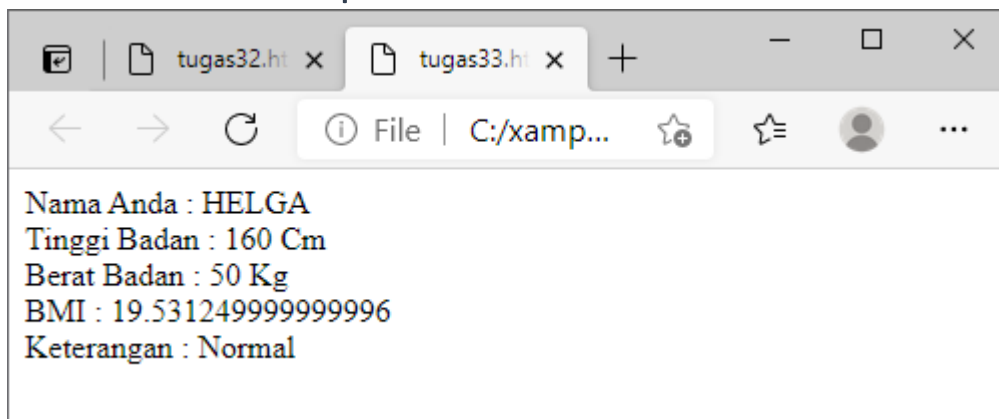 tugas32.ht
tugas33.ht
File | C:/xamp...
Nama Anda : HELGA
Tinggi Badan : 160 Cm
Berat Badan : 50 Kg
BMI : 19.531249999999996
Keterangan : Normal